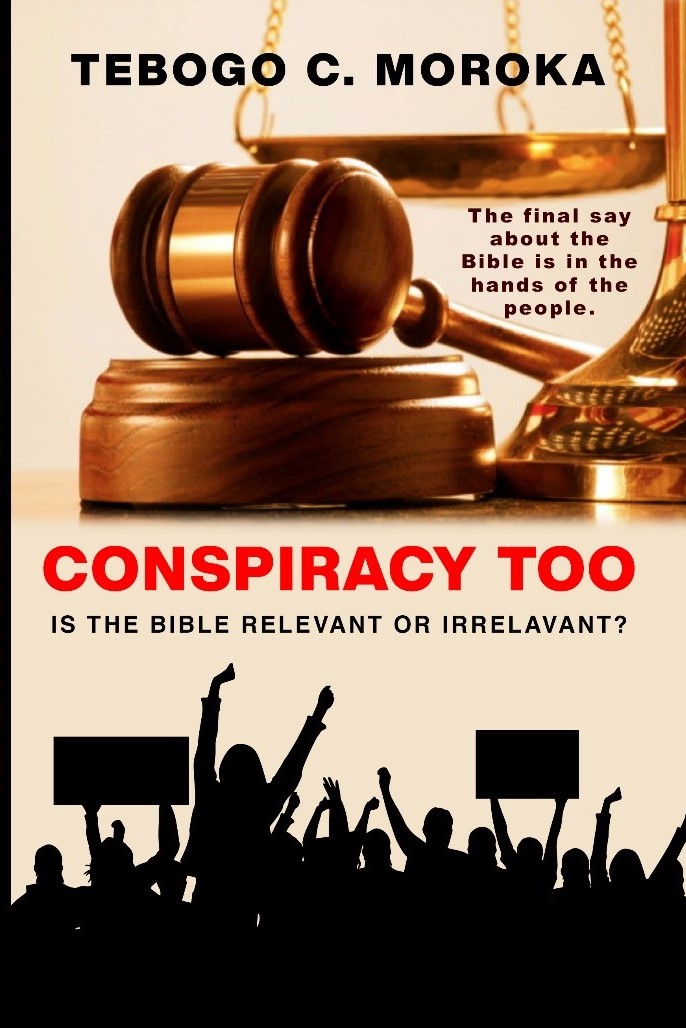 TEBOGO C. MOROKA
The final say
about the
Bible is in the
hands of the
people.
CONSPIRACY TOO
IS THE BIBLE RELEVANT OR IRRELAVANT?